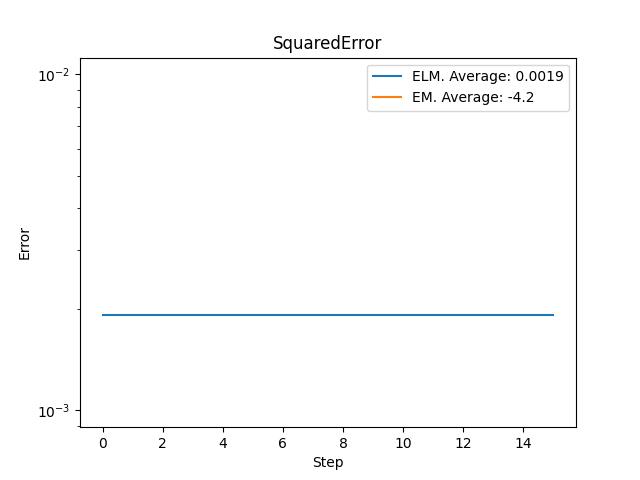 SquaredError
ELM. Average: 0.0019
EM. Average: -4.2
10⁻²
10⁻³
Error
0 2 4 6 8 10 12 14
Step